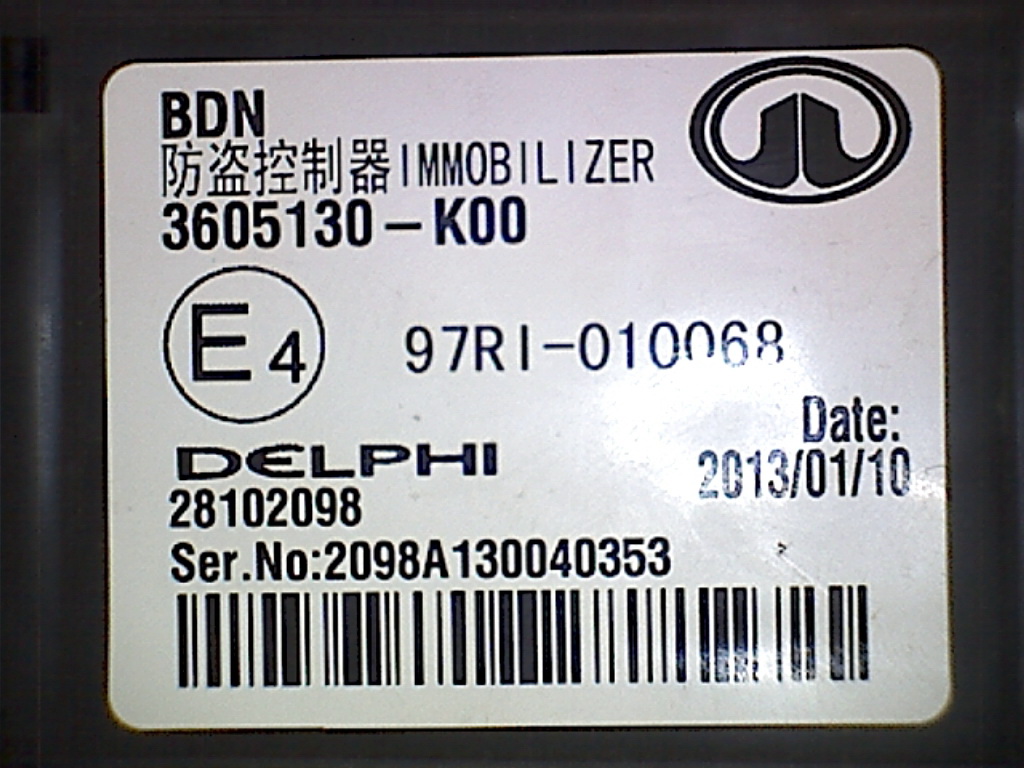 BDN
防盗控制器IMMOBILIZER
3605130-K00
E4
97RI-010068
Date:
2013/01/10
DELPHI
28102098
Ser.No:2098A130040353